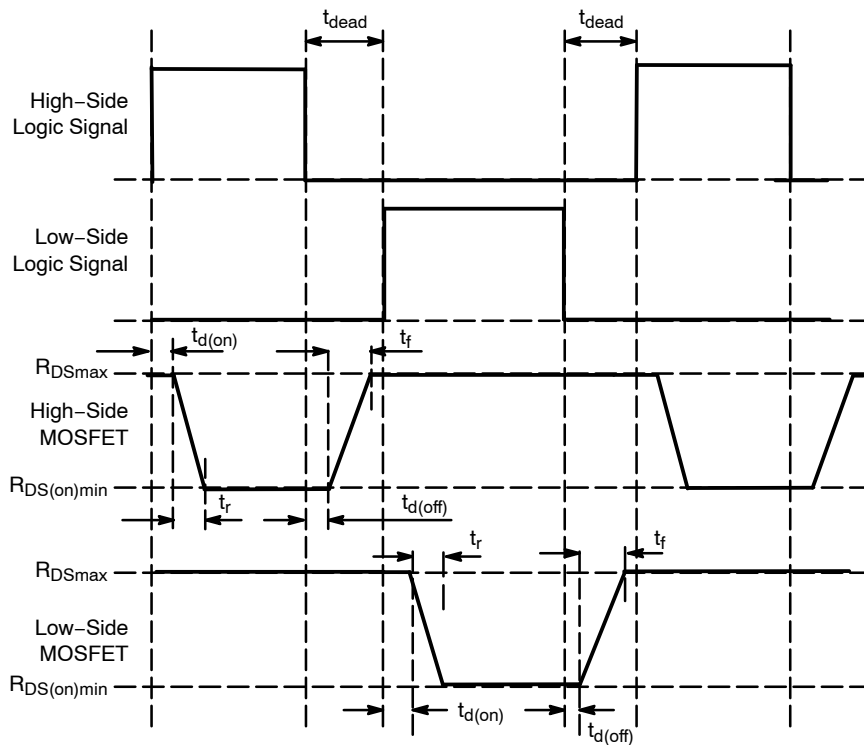 t_dead t_dead
High–Side
Logic Signal
Low–Side
Logic Signal
t_d(on) t_f
R_DSmax
High–Side
MOSFET
R_DS(on)min
t_r t_d(off)
t_r t_f
R_DSmax
Low–Side
MOSFET
R_DS(on)min
t_d(on) t_d(off)